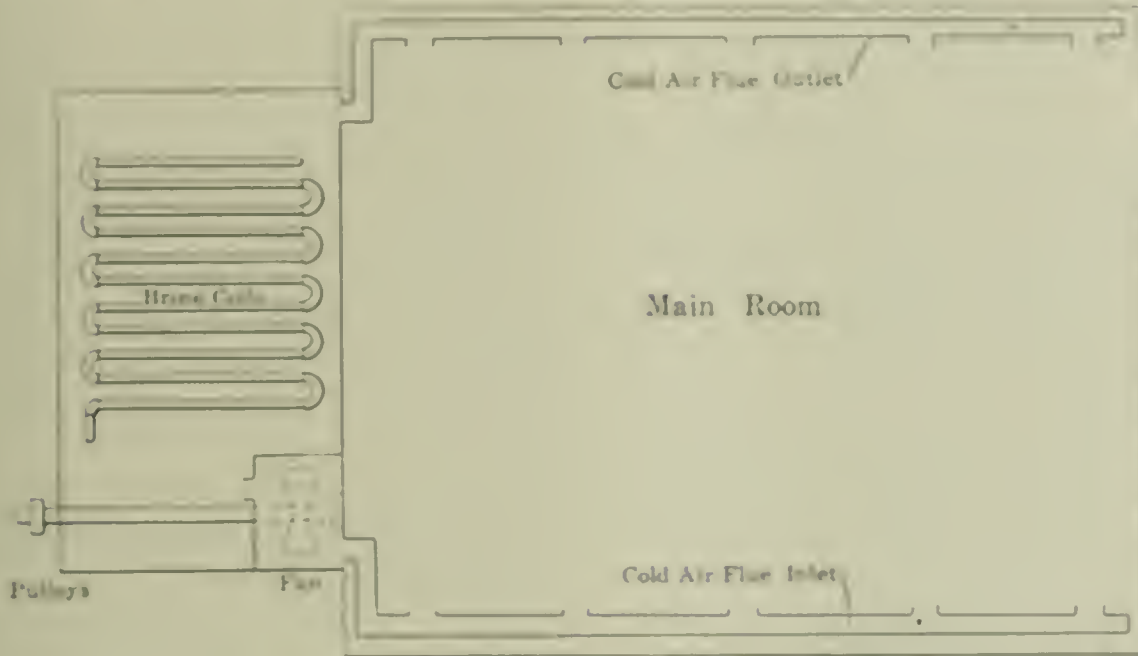 Cold Air Flue Outlet
Brine Coils
Main Room
Cold Air Flue Inlet
Pulleys
Fan